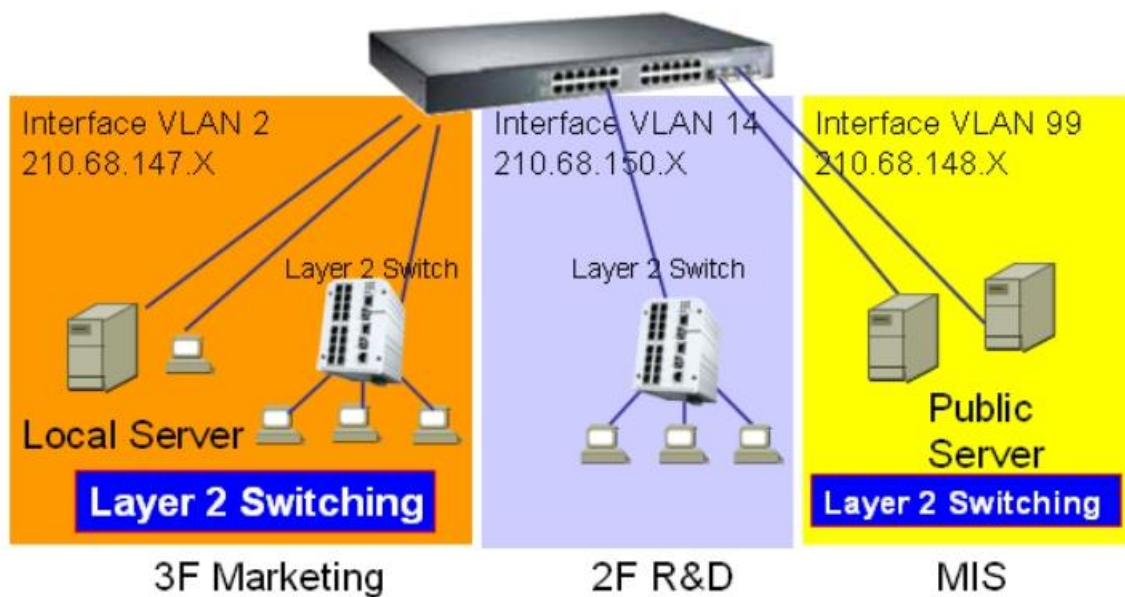 Interface VLAN 2
210.68.147.X
Interface VLAN 14
210.68.150.X
Interface VLAN 99
210.68.148.X
Layer 2 Switch
Layer 2 Switch
Local Server
Public
Server
Layer 2 Switching
Layer 2 Switching
3F Marketing
2F R&D
MIS